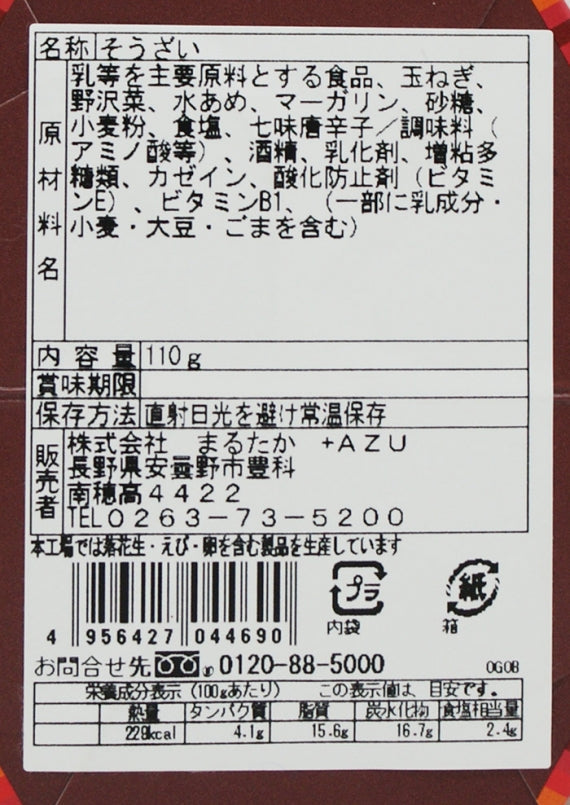 名称 そうざい
原材料名 乳等を主要原料とする食品、玉ねぎ、
野沢菜、水あめ、マーガリン、砂糖、
小麦粉、食塩、七味唐辛子／調味料（
アミノ酸等）、酒精、乳化剤、増粘多
糖類、カゼイン、酸化防止剤（ビタミ
ンE）、ビタミンB1、（一部に乳成分・
小麦・大豆・ごまを含む）
内容量 110g
賞味期限
保存方法 直射日光を避け常温保存
販売者 株式会社 まるたか +AZU
長野県安曇野市豊科
南穂高4422
TEL0263-73-5200
本工場では落花生・えび・卵を含む製品を生産しています
プラ 紙
内袋 箱
4 956427 044690
お問合せ先 0120-88-5000 0G08
栄養成分表示（100gあたり） この表示値は、目安です。
熱量 タンパク質 脂質 炭水化物 食塩相当量
229kcal 4.1g 15.6g 16.7g 2.4g